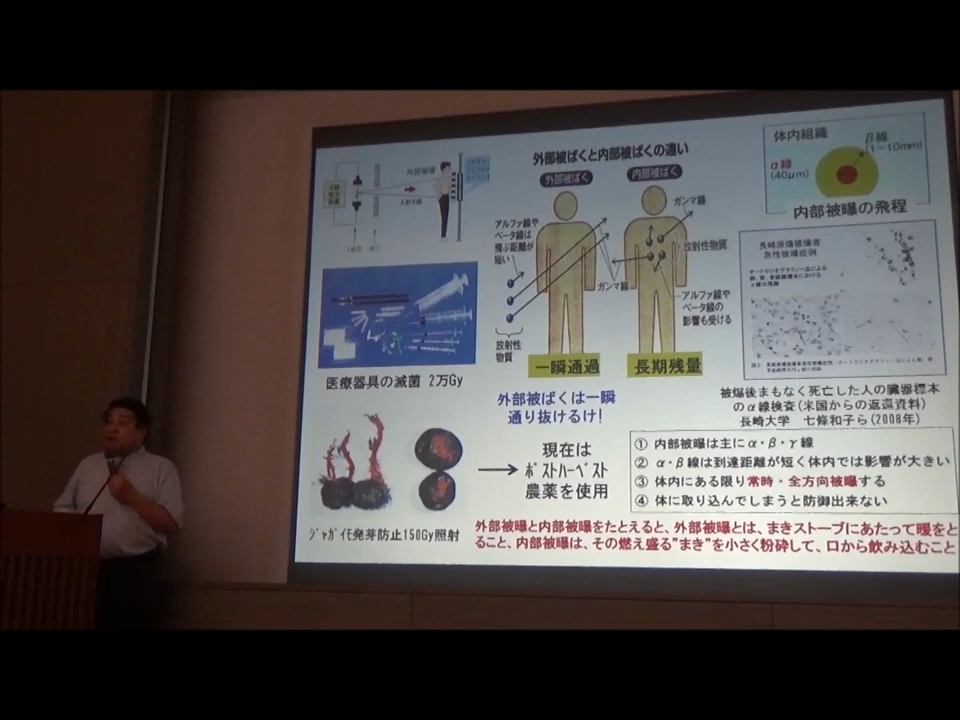 外部被ばくと内部被ばくの違い
外部被ばく
内部被ばく
外部被曝
アルファ線や
ベータ線は
飛ぶ距離が
短い
ガンマ線
放射性物質
ガンマ線
アルファ線や
ベータ線の
影響も受ける
放射性
物質
一瞬通過
長期残量
医療器具の滅菌 2万Gy
外部被ばくは一瞬
通り抜けるけ!
現在は
ポストハーベスト
農薬を使用
ジャガイモ発芽防止150Gy照射
体内組織
β線
(1−10mm)
α線
(40μm)
内部被曝の飛程
長崎原爆被爆者
急性被爆症例
被爆後まもなく死亡した人の臓器標本
のα線検査(米国からの返還資料)
長崎大学 七條和子ら(2008年)
① 内部被曝は主にα・β・γ線
② α・β線は到達距離が短く体内では影響が大きい
③ 体内にある限り常時・全方向被曝する
④ 体に取り込んでしまうと防御出来ない
外部被曝と内部被曝をたとえると、外部被曝とは、まきストーブにあたって暖をと
ること、内部被曝は、その燃え盛る"まき"を小さく粉砕して、口から飲み込むこと